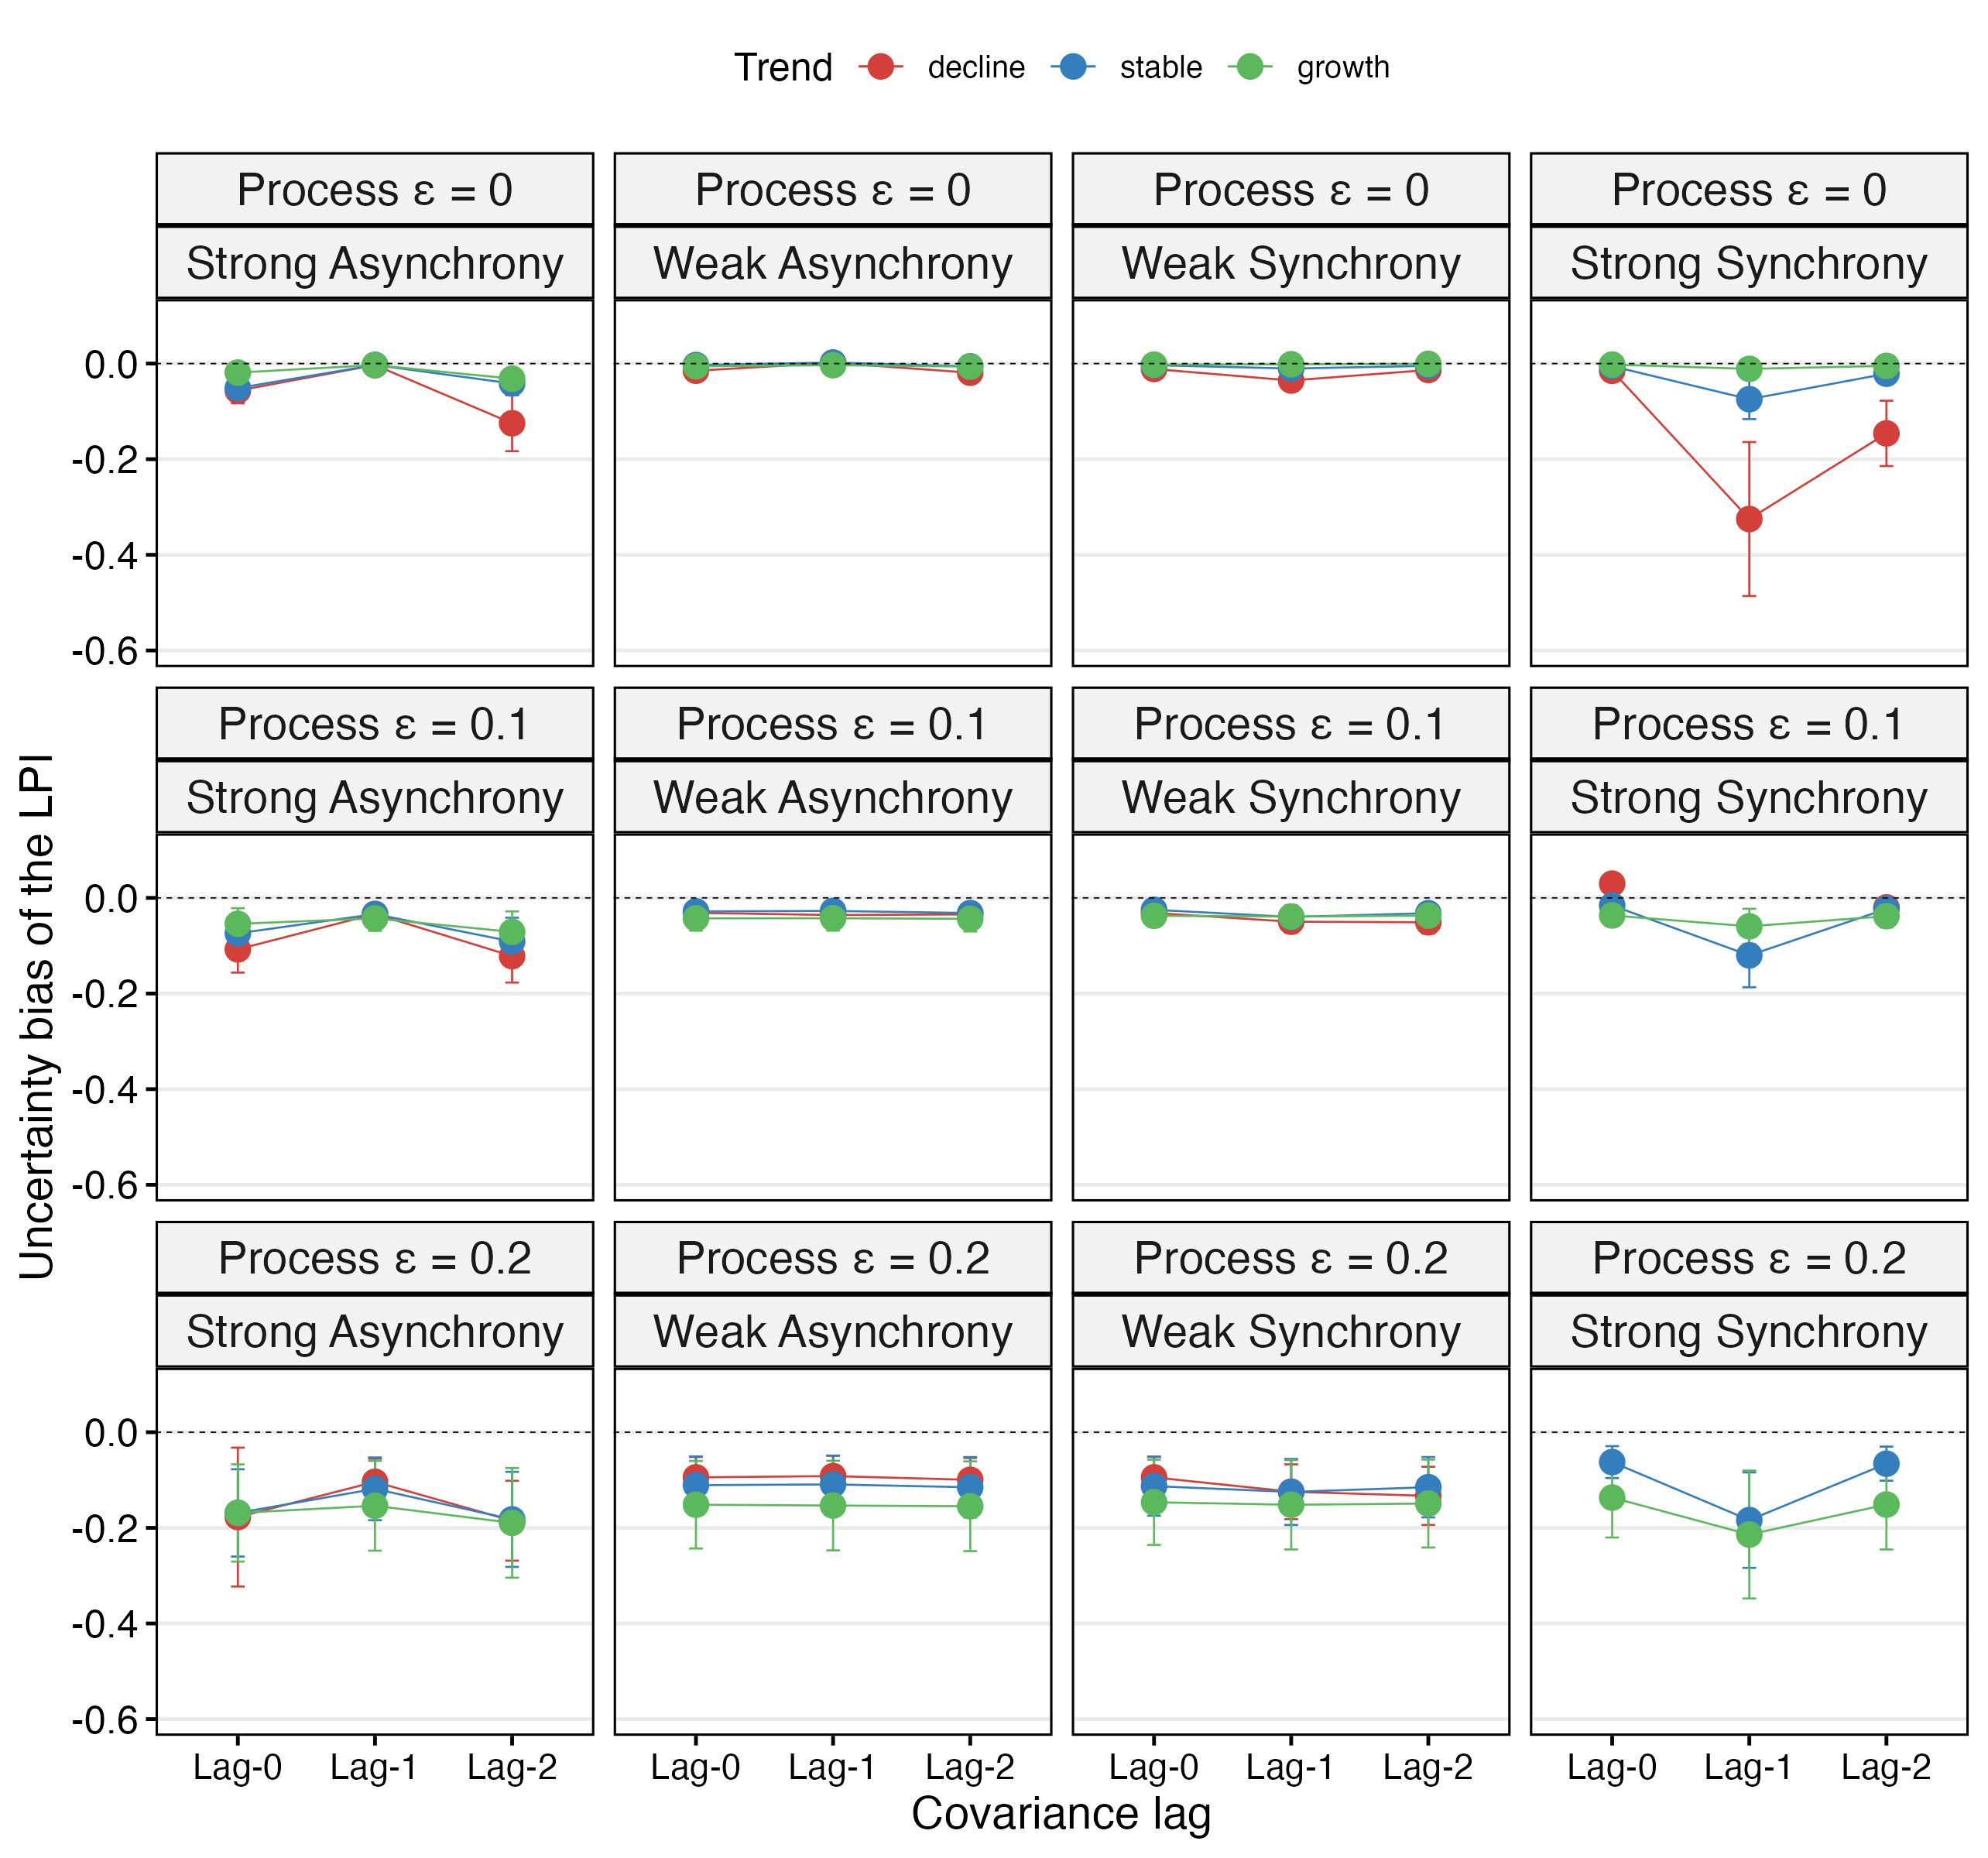 Trend decline stable growth
Process ε = 0 Process ε = 0 Process ε = 0 Process ε = 0
Strong Asynchrony Weak Asynchrony Weak Synchrony Strong Synchrony
0.0
-0.2
-0.4
-0.6
Process ε = 0.1 Process ε = 0.1 Process ε = 0.1 Process ε = 0.1
Strong Asynchrony Weak Asynchrony Weak Synchrony Strong Synchrony
0.0
-0.2
-0.4
-0.6
Process ε = 0.2 Process ε = 0.2 Process ε = 0.2 Process ε = 0.2
Strong Asynchrony Weak Asynchrony Weak Synchrony Strong Synchrony
0.0
-0.2
-0.4
-0.6
Lag-0 Lag-1 Lag-2 Lag-0 Lag-1 Lag-2 Lag-0 Lag-1 Lag-2 Lag-0 Lag-1 Lag-2
Covariance lag
Uncertainty bias of the LPI